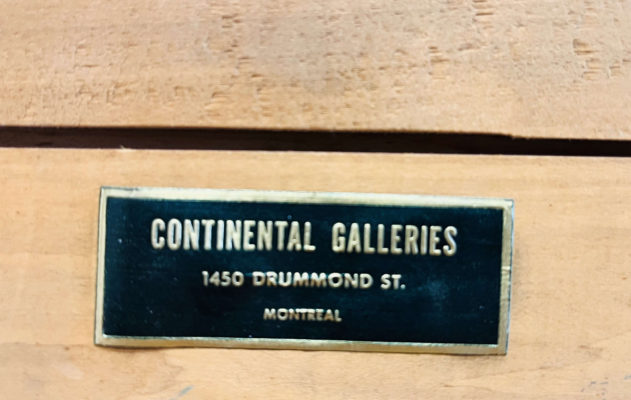 CONTINENTAL GALLERIES
1450 DRUMMOND ST.
MONTREAL